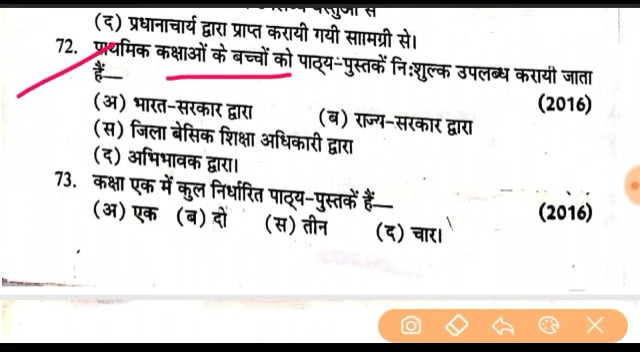 (द) प्रधानाचार्य द्वारा प्राप्त करायी गयी साामग्री से।
72. प्राथमिक कक्षाओं के बच्चों को पाठ्य-पुस्तकें नि:शुल्क उपलब्ध करायी जाता
हैं— (2016)
(अ) भारत-सरकार द्वारा (ब) राज्य-सरकार द्वारा
(स) जिला बेसिक शिक्षा अधिकारी द्वारा
(द) अभिभावक द्वारा।
73. कक्षा एक में कुल निर्धारित पाठ्य-पुस्तकें हैं— (2016)
(अ) एक (ब) दो (स) तीन (द) चार।